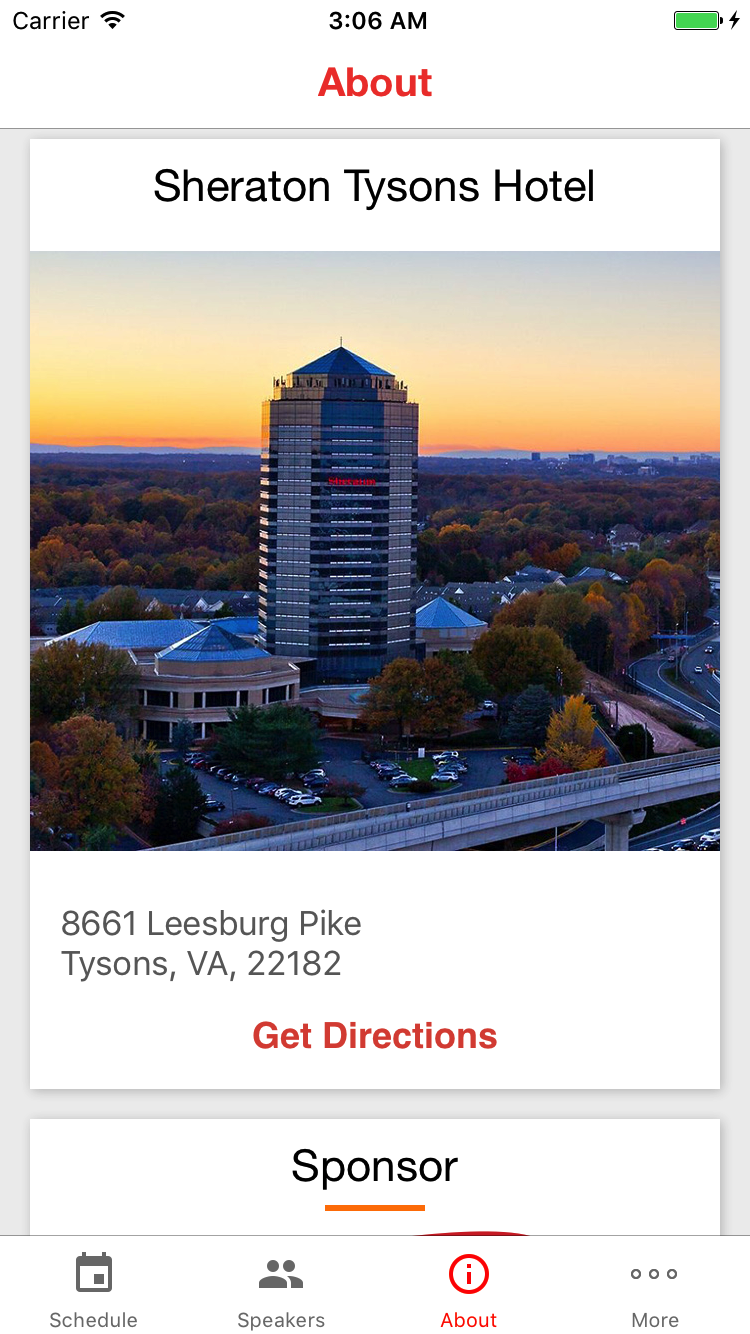 Carrier
3:06 AM
About
Sheraton Tysons Hotel
Sheraton
8661 Leesburg Pike
Tysons, VA, 22182
Get Directions
Sponsor
Schedule
Speakers
About
More